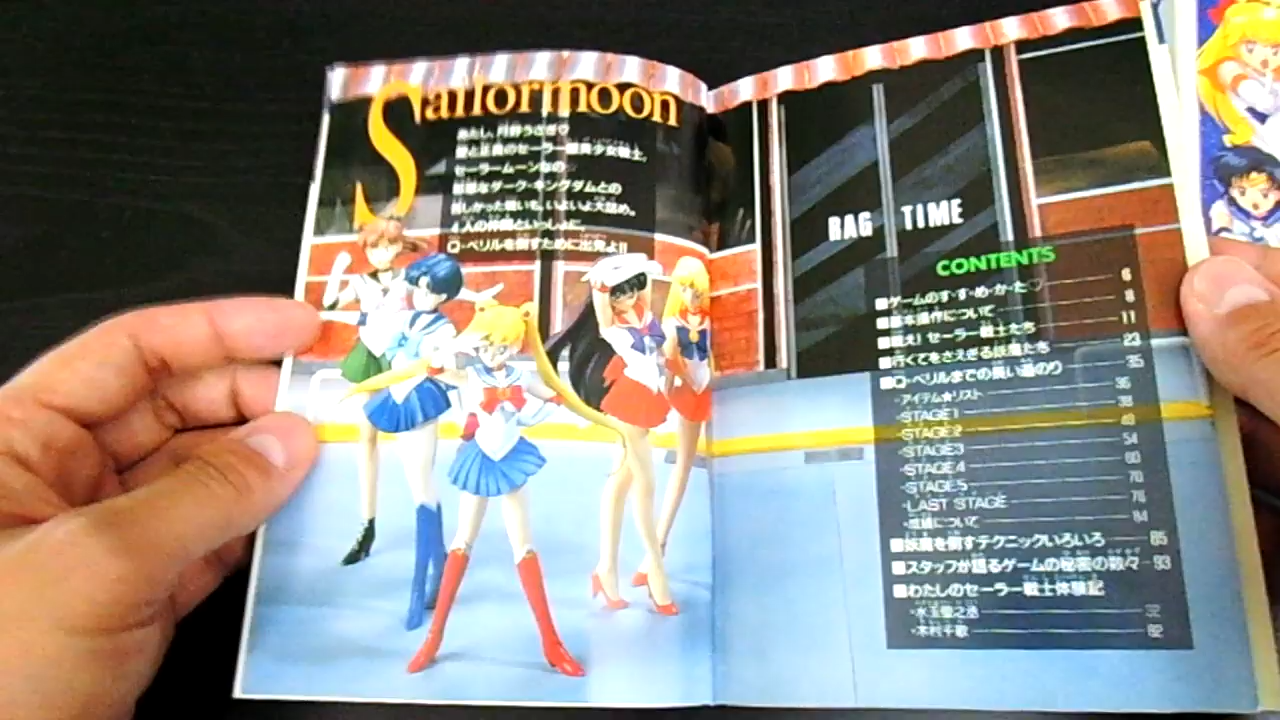 Sailormoon
あたし、月野うさぎ♡
愛と正義のセーラー服美少女戦士、
セーラームーンなの
邪悪なダーク・キングダムとの
苦しかった戦いも、いよいよ大詰め。
4人の仲間といっしょに、
Q・ベリルを倒すために出発よ!!
RAG TIME
CONTENTS
■ゲームのす・す・め・か・た♡ 6
■基本操作について 8
■戦え!セーラー戦士たち 11
■行くてをさえぎる妖魔たち 23
■Q・ベリルまでの長い道のり 35
・アイテム★リスト 36
・STAGE1 38
・STAGE2 48
・STAGE3 54
・STAGE4 60
・STAGE5 70
・LAST STAGE 76
・成績について 84
■妖魔を倒すテクニックいろいろ 85
■スタッフが語るゲームの秘密の数々 93
■わたしのセーラー戦士体験記
・水玉螢之丞 32
・木村千歌 82